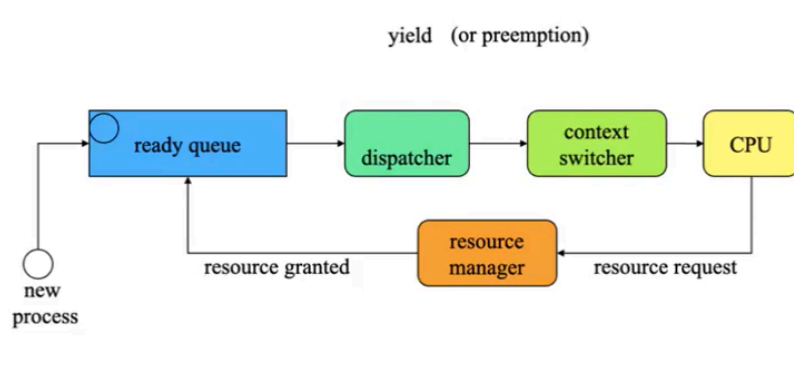 yield (or preemption)
ready queue
dispatcher
context
switcher
CPU
resource
manager
resource granted
resource request
new
process